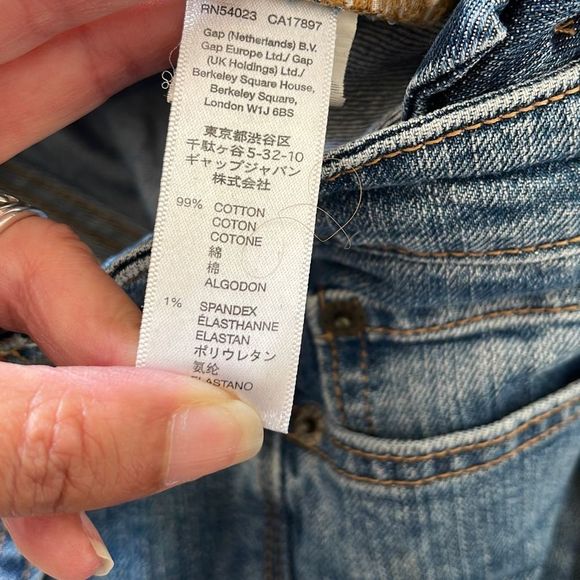 RN54023 CA17897
Gap (Netherlands) B.V.
Gap Europe Ltd./ Gap
(UK Holdings) Ltd./
Berkeley Square House,
Berkeley Square,
London W1J 6BS
東京都渋谷区
千駄ヶ谷5-32-10
ギャップジャパン
株式会社
99% COTTON
COTON
COTONE
綿
棉
ALGODON
1% SPANDEX
ÉLASTHANNE
ELASTAN
ポリウレタン
氨纶
ELASTANO